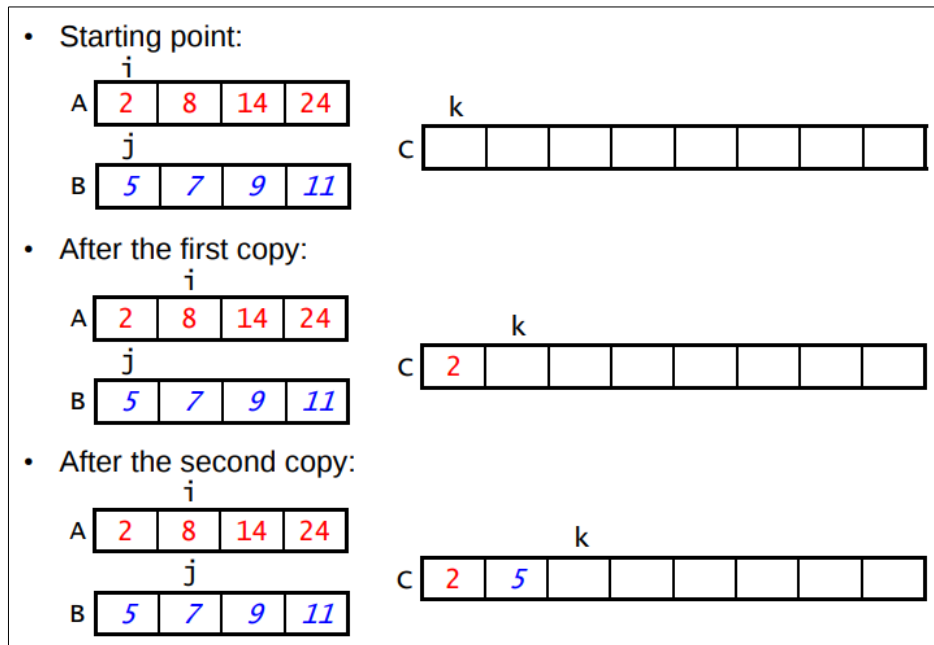 • Starting point:
i
A 2 8 14 24
k
j
C
B 5 7 9 11
• After the first copy:
i
A 2 8 14 24
k
j
C 2
B 5 7 9 11
• After the second copy:
i
A 2 8 14 24
k
j
C 2 5
B 5 7 9 11